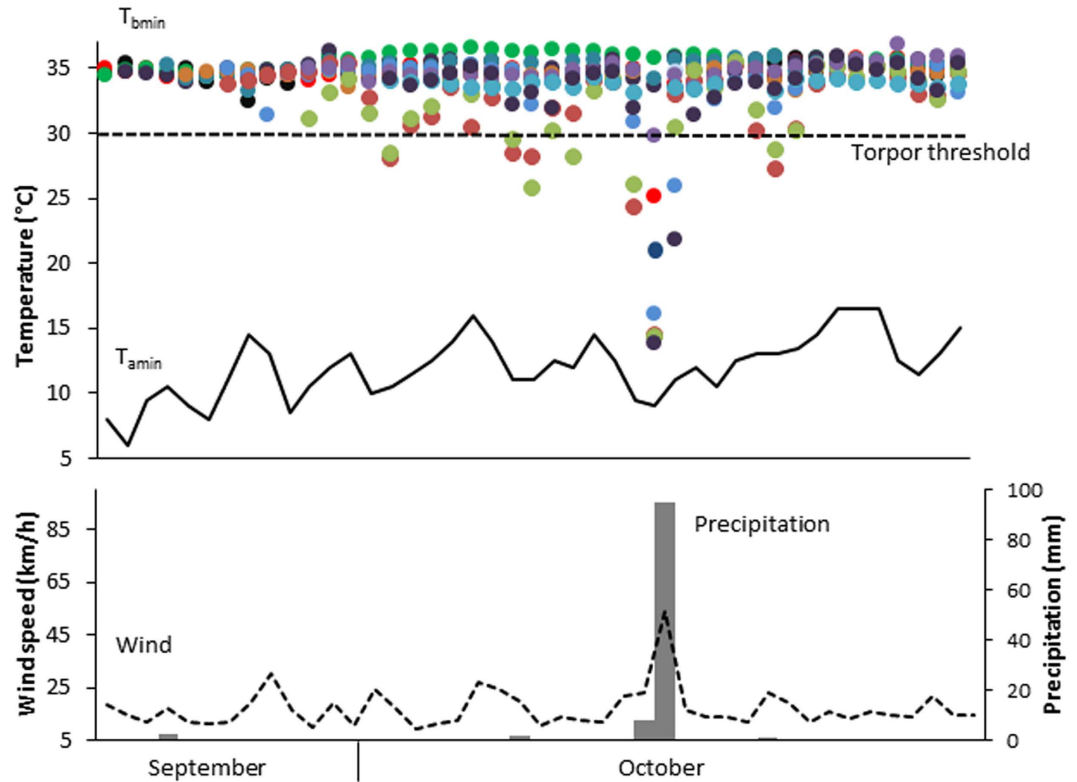 Tbmin
35
30
Torpor threshold
25
20
15
Tamin
10
5
Temperature (°C)
100
85
Precipitation
80
65
60
45
40
Wind
25
20
5
0
Wind speed (km/h)
Precipitation (mm)
September
October